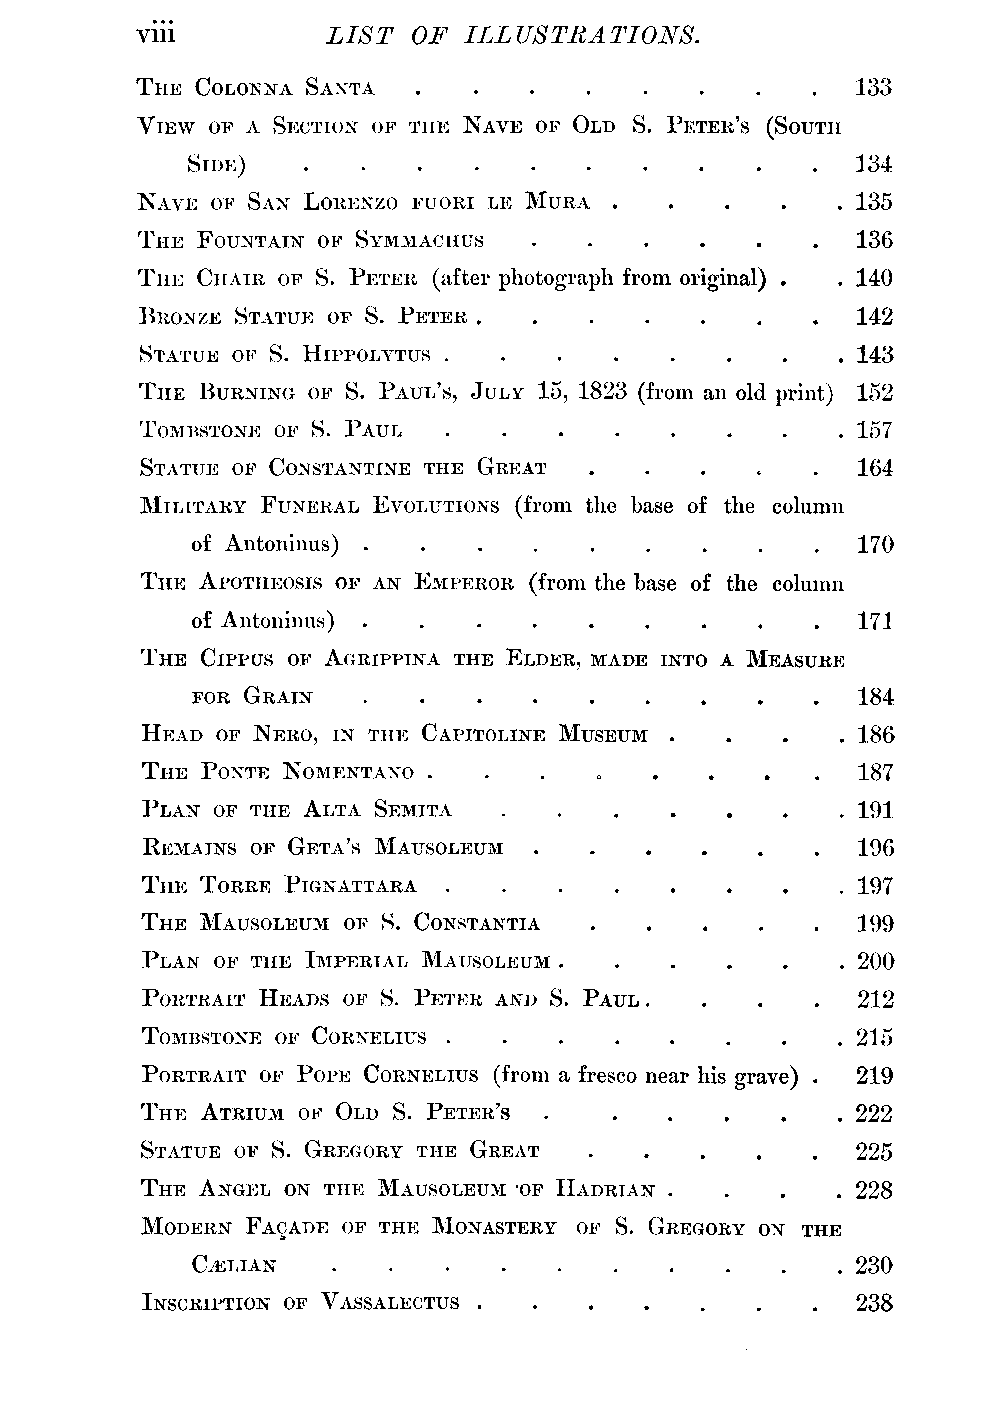 viii LIST OF ILLUSTRATIONS.
The Colonna Santa . . . . . . . . 133
View of a Section of the Nave of Old S. Peter's (South
Side) . . . . . . . . . . 134
Nave of San Lorenzo fuori le Mura . . . . . 135
The Fountain of Symmachus . . . . . . 136
The Chair of S. Peter (after photograph from original) . . 140
Bronze Statue of S. Peter . . . . . . . 142
Statue of S. Hippolytus . . . . . . . . 143
The Burning of S. Paul's, July 15, 1823 (from an old print) 152
Tombstone of S. Paul . . . . . . . . 157
Statue of Constantine the Great . . . . . 164
Military Funeral Evolutions (from the base of the column
of Antoninus) . . . . . . . . . 170
The Apotheosis of an Emperor (from the base of the column
of Antoninus) . . . . . . . . . 171
The Cippus of Agrippina the Elder, made into a Measure
for Grain . . . . . . . . . 184
Head of Nero, in the Capitoline Museum . . . . 186
The Ponte Nomentano . . . . . . . . 187
Plan of the Alta Semita . . . . . . . 191
Remains of Geta's Mausoleum . . . . . . 196
The Torre Pignattara . . . . . . . . 197
The Mausoleum of S. Constantia . . . . . 199
Plan of the Imperial Mausoleum . . . . . . 200
Portrait Heads of S. Peter and S. Paul . . . . 212
Tombstone of Cornelius . . . . . . . . 215
Portrait of Pope Cornelius (from a fresco near his grave) . 219
The Atrium of Old S. Peter's . . . . . . 222
Statue of S. Gregory the Great . . . . . 225
The Angel on the Mausoleum of Hadrian . . . . 228
Modern Façade of the Monastery of S. Gregory on the
Cælian . . . . . . . . . . 230
Inscription of Vassalectus . . . . . . . 238